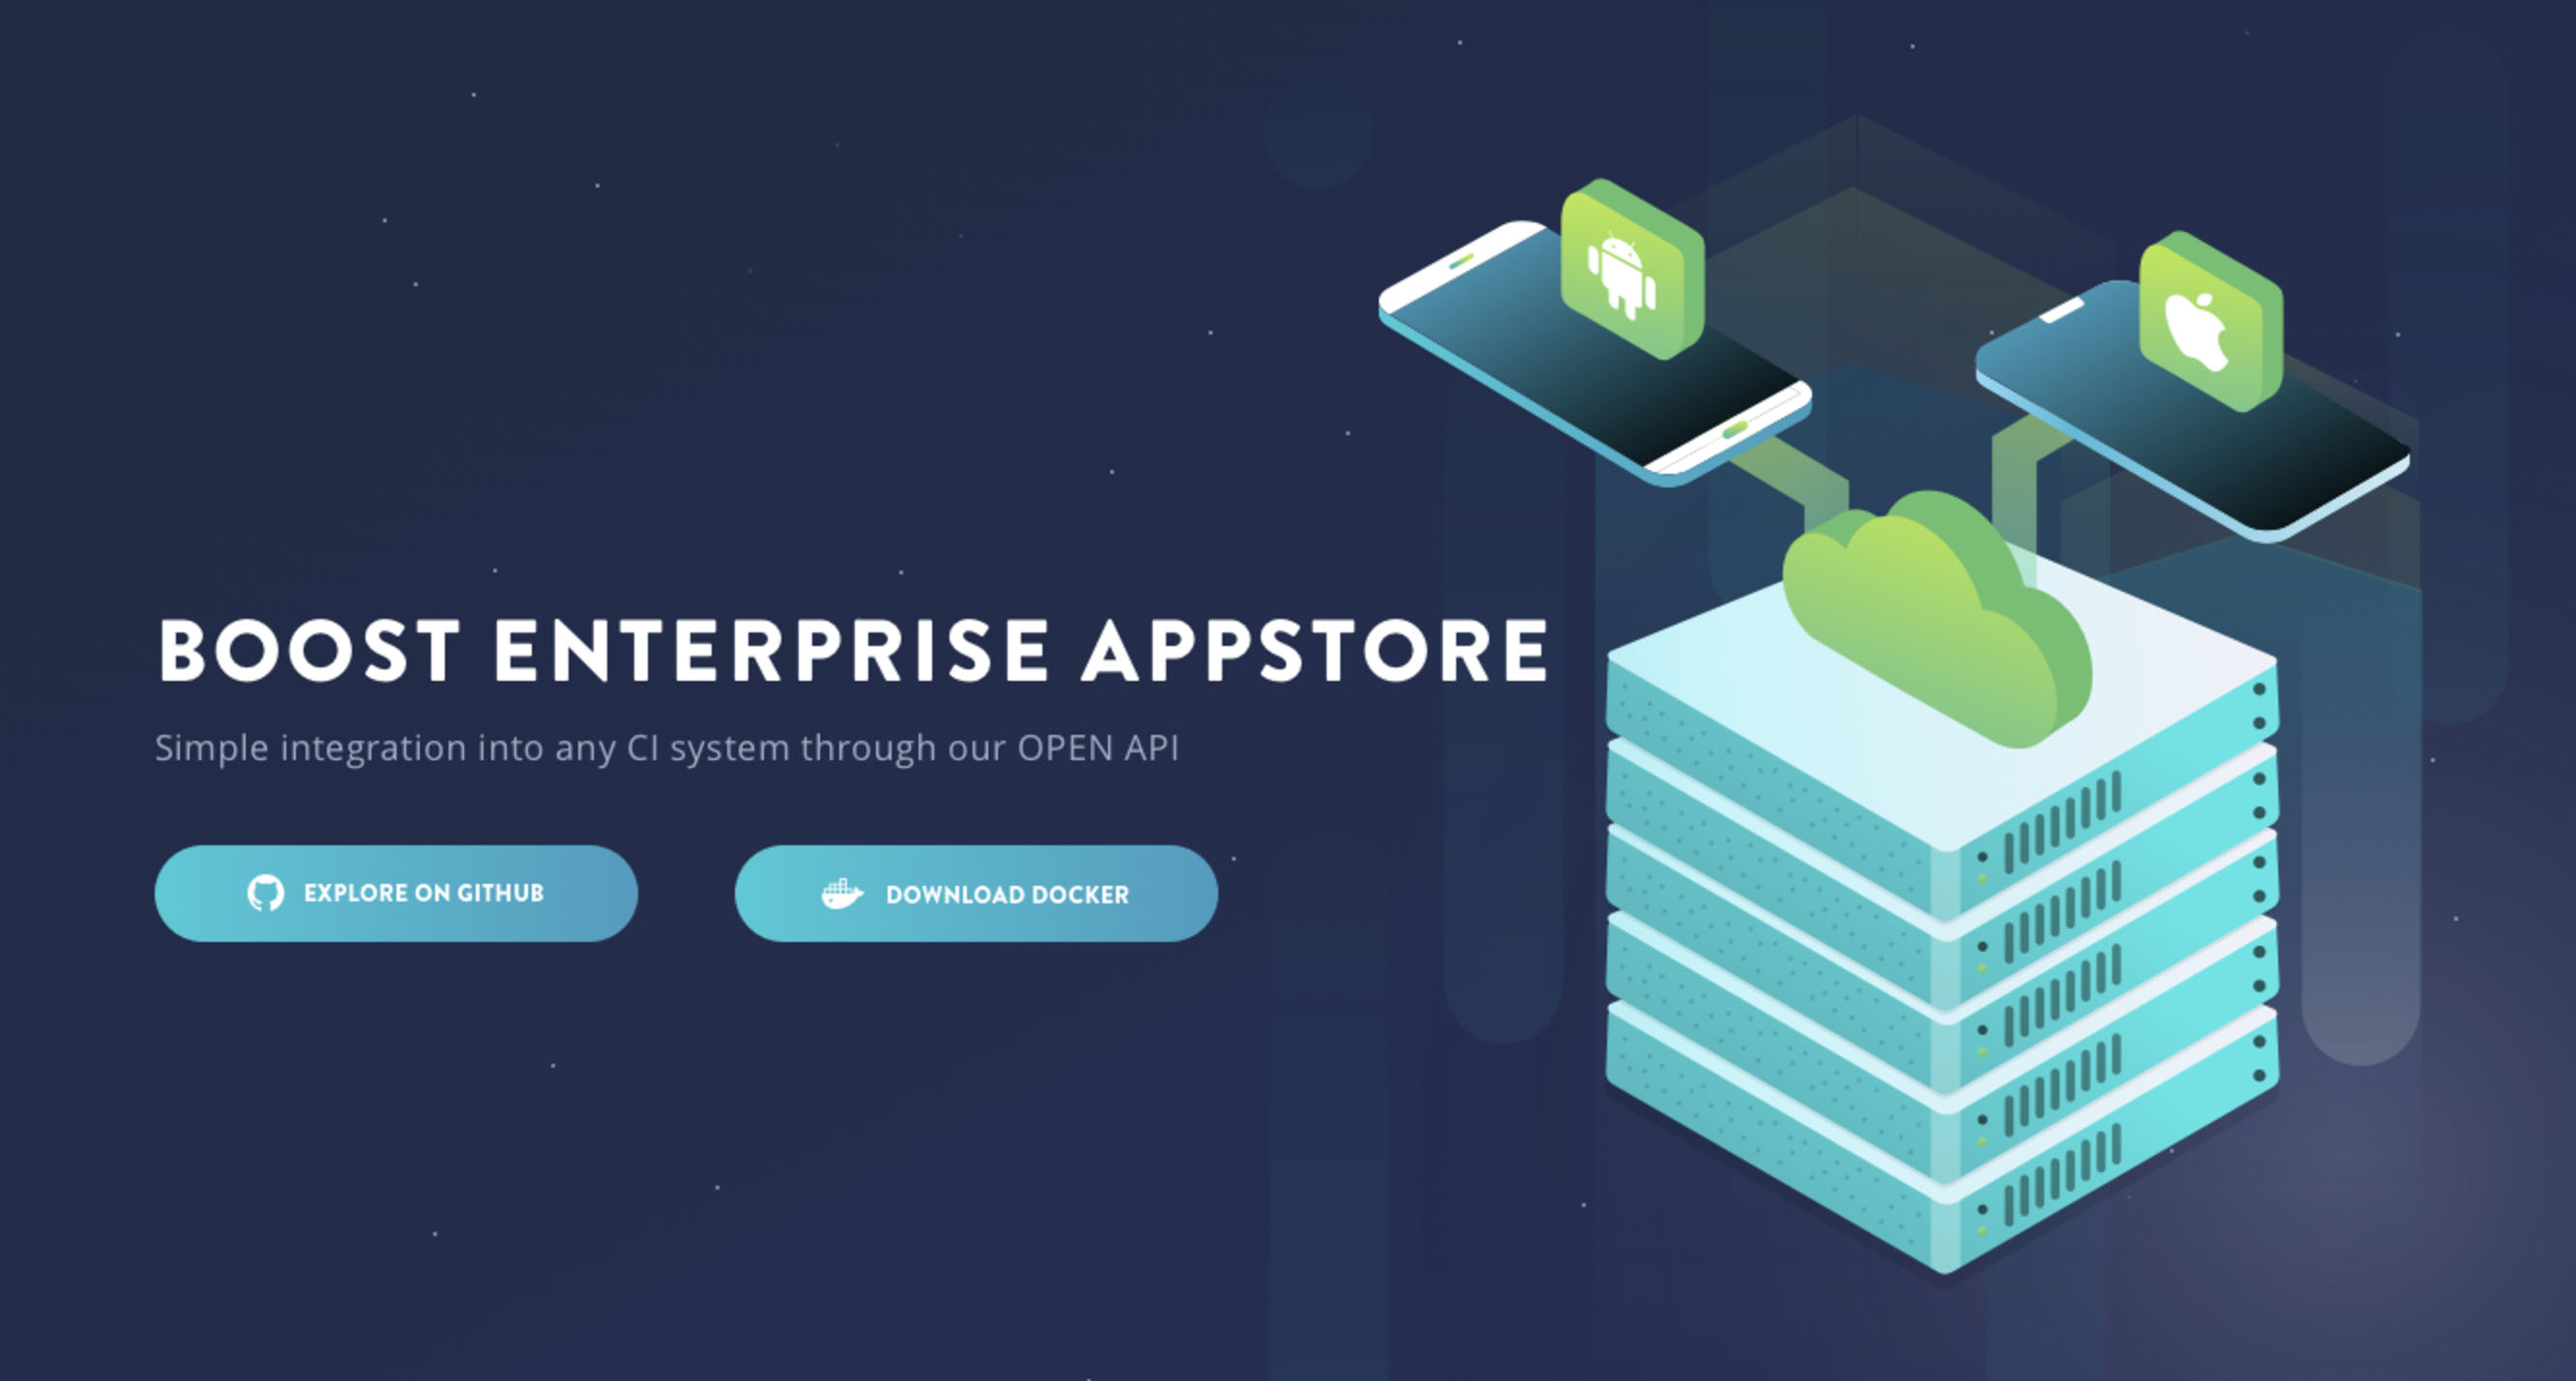 BOOST ENTERPRISE APPSTORE
Simple integration into any CI system through our OPEN API
EXPLORE ON GITHUB
DOWNLOAD DOCKER